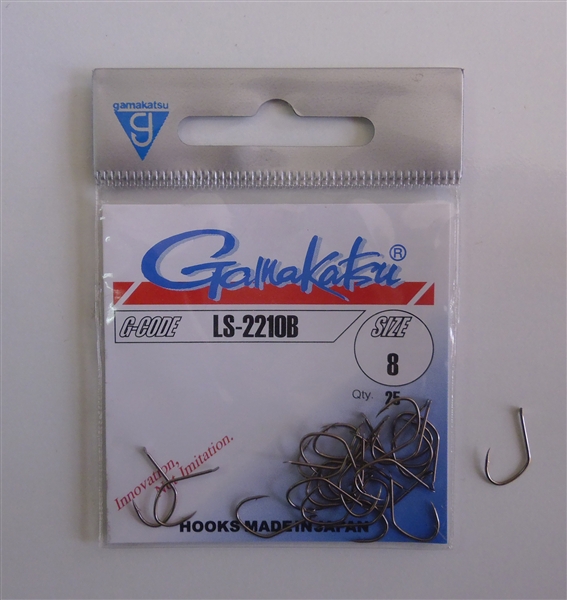 gamakatsu
Gamakatsu®
G-CODE LS-2210B SIZE
8
Qty. 25
Innovation,
Not Imitation.
HOOKS MADE IN JAPAN